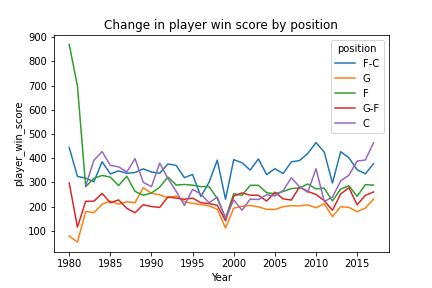 Change in player win score by position
900
800
700
600
500
400
300
200
100
player_win_score
position
F-C
G
F
G-F
C
1980
1985
1990
1995
2000
2005
2010
2015
Year